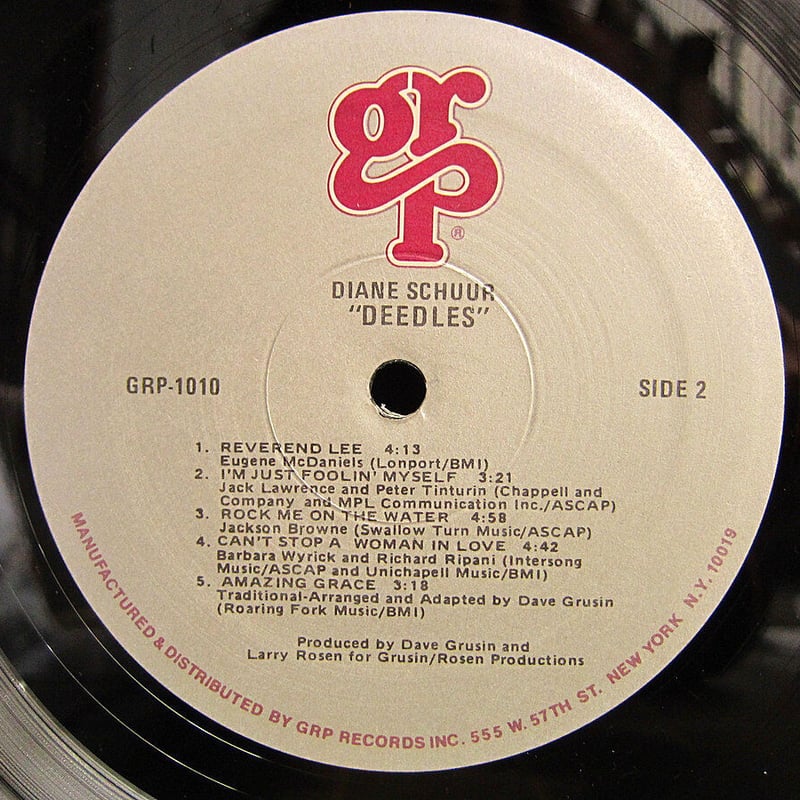 grp®
DIANE SCHUUR
"DEEDLES"
GRP-1010
SIDE 2
1. REVEREND LEE 4:13
Eugene McDaniels (Lonport/BMI)
2. I'M JUST FOOLIN' MYSELF 3:21
Jack Lawrence and Peter Tinturin (Chappell and
Company and MPL Communication Inc./ASCAP)
3. ROCK ME ON THE WATER 4:58
Jackson Browne (Swallow Turn Music/ASCAP)
4. CAN'T STOP A WOMAN IN LOVE 4:42
Barbara Wyrick and Richard Ripani (Intersong
Music/ASCAP and Unichapell Music/BMI)
5. AMAZING GRACE 3:18
Traditional-Arranged and Adapted by Dave Grusin
(Roaring Fork Music/BMI)
Produced by Dave Grusin and
Larry Rosen for Grusin/Rosen Productions
MANUFACTURED & DISTRIBUTED BY GRP RECORDS INC. 555 W. 57TH ST. NEW YORK N.Y. 10019